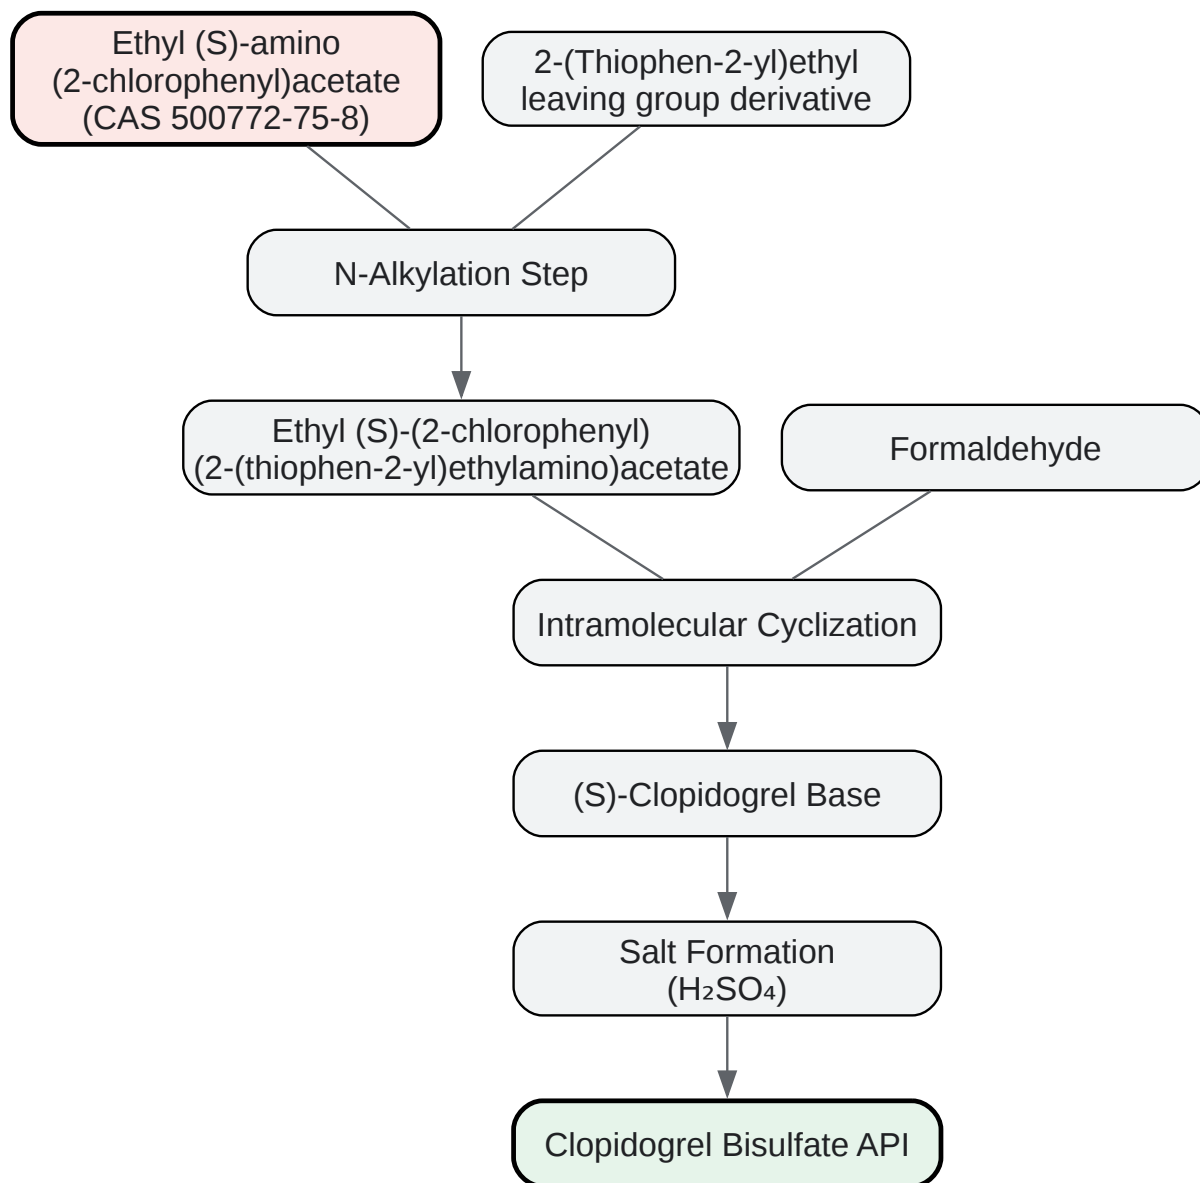 Ethyl (S)-amino
(2-chlorophenyl)acetate
(CAS 500772-75-8)
2-(Thiophen-2-yl)ethyl
leaving group derivative
N-Alkylation Step
Ethyl (S)-(2-chlorophenyl)
(2-(thiophen-2-yl)ethylamino)acetate
Formaldehyde
Intramolecular Cyclization
(S)-Clopidogrel Base
Salt Formation
(H₂SO₄)
Clopidogrel Bisulfate API